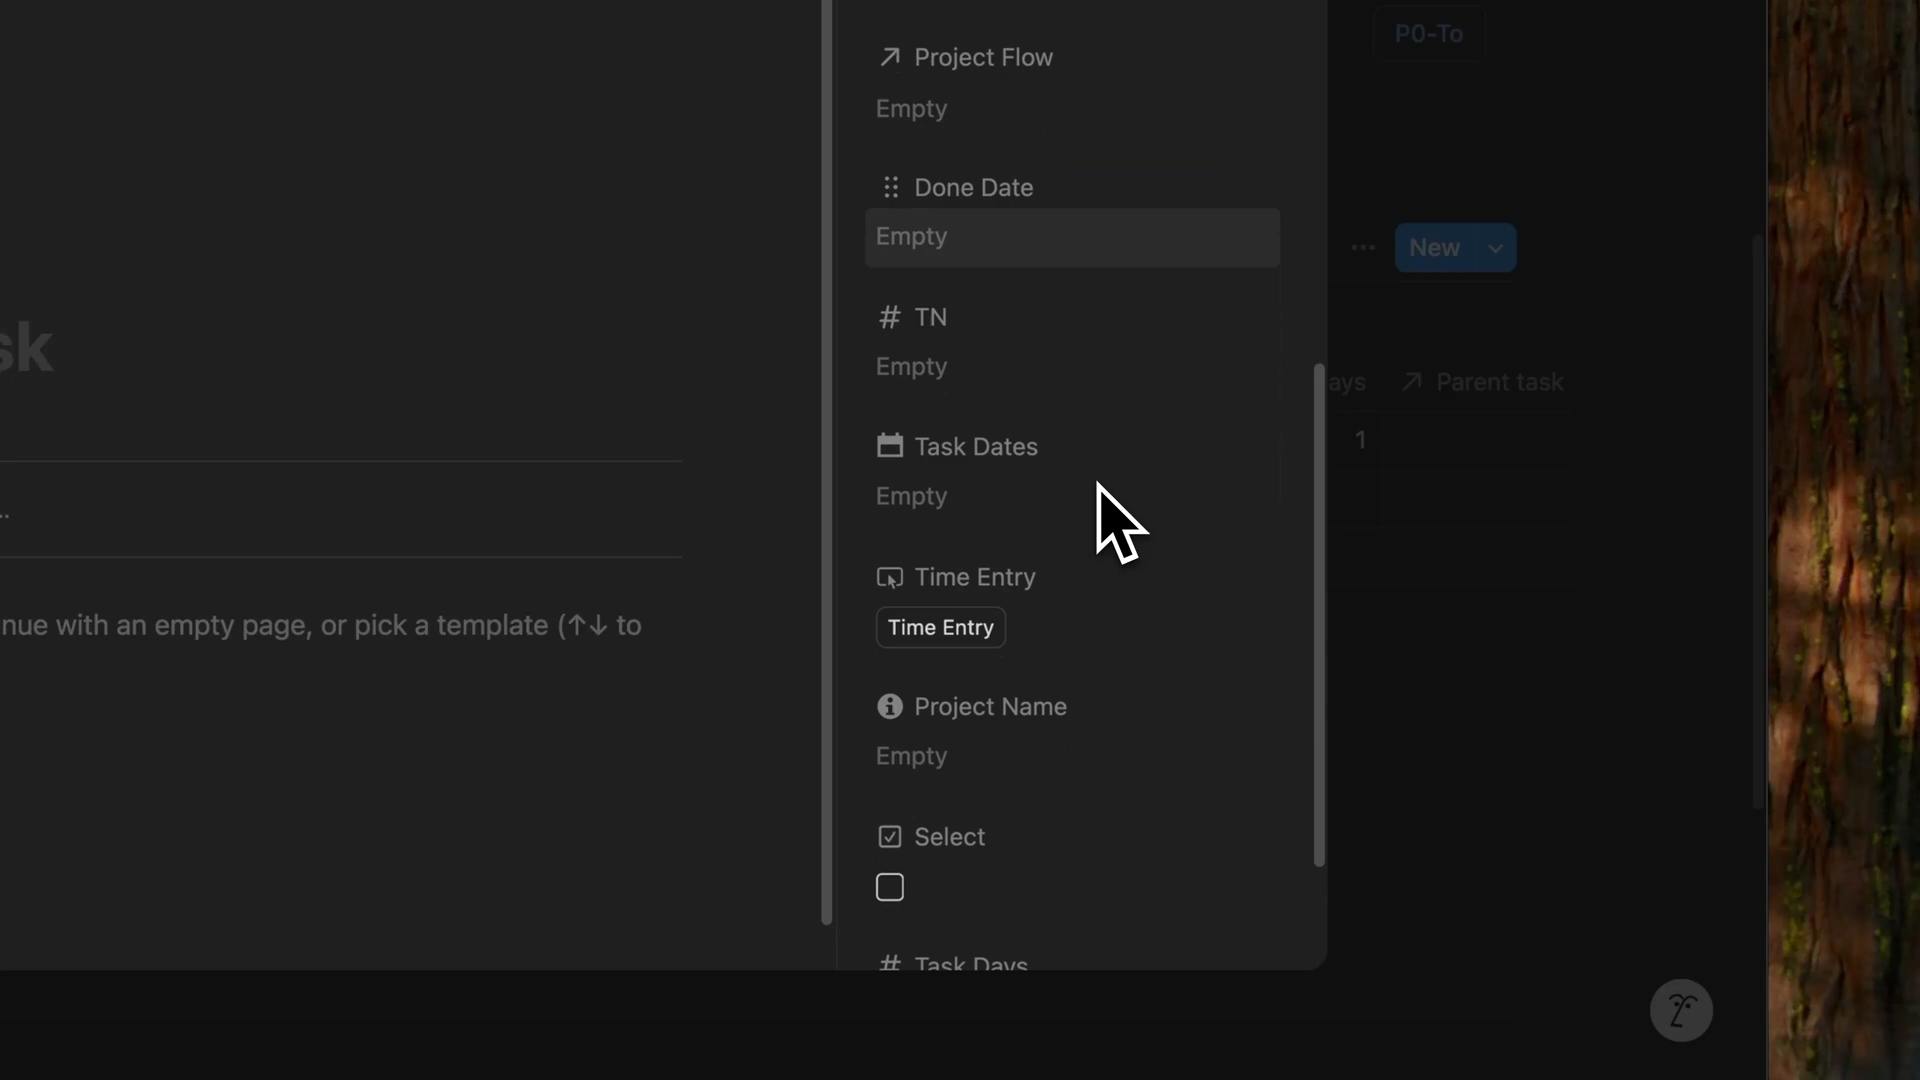 P0-To
Project Flow
Empty
Done Date
Empty
New
TN
Empty
sk
ays
Parent task
1
Task Dates
Empty
..
Time Entry
Time Entry
nue with an empty page, or pick a template (↑↓ to
Project Name
Empty
Select
Task Days